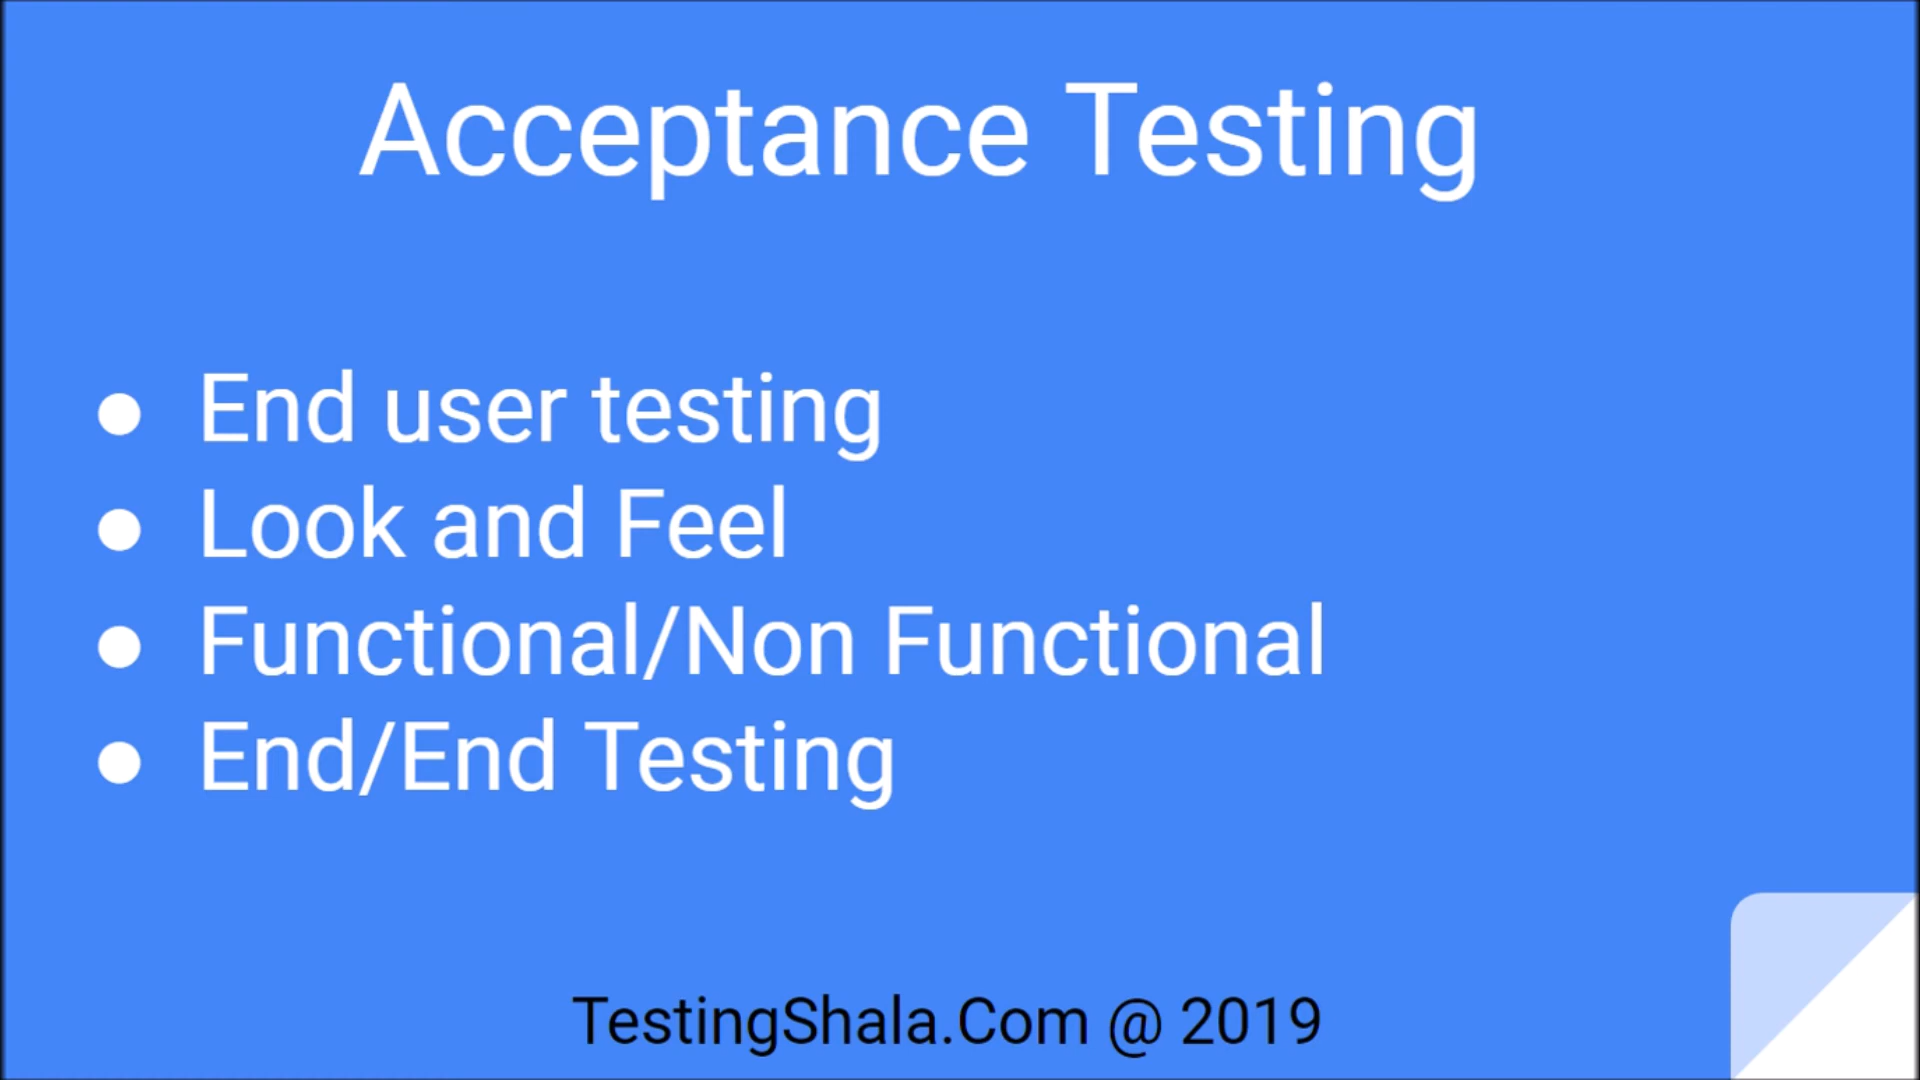 Acceptance Testing
● End user testing
● Look and Feel
● Functional/Non Functional
● End/End Testing
TestingShala.Com @ 2019